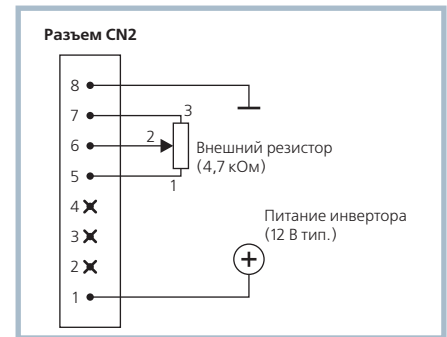 Разъем CN2
8
7
3
6
2
Внешний резистор
(4,7 кОм)
5
1
4
3
Питание инвертора
(12 В тип.)
2
1